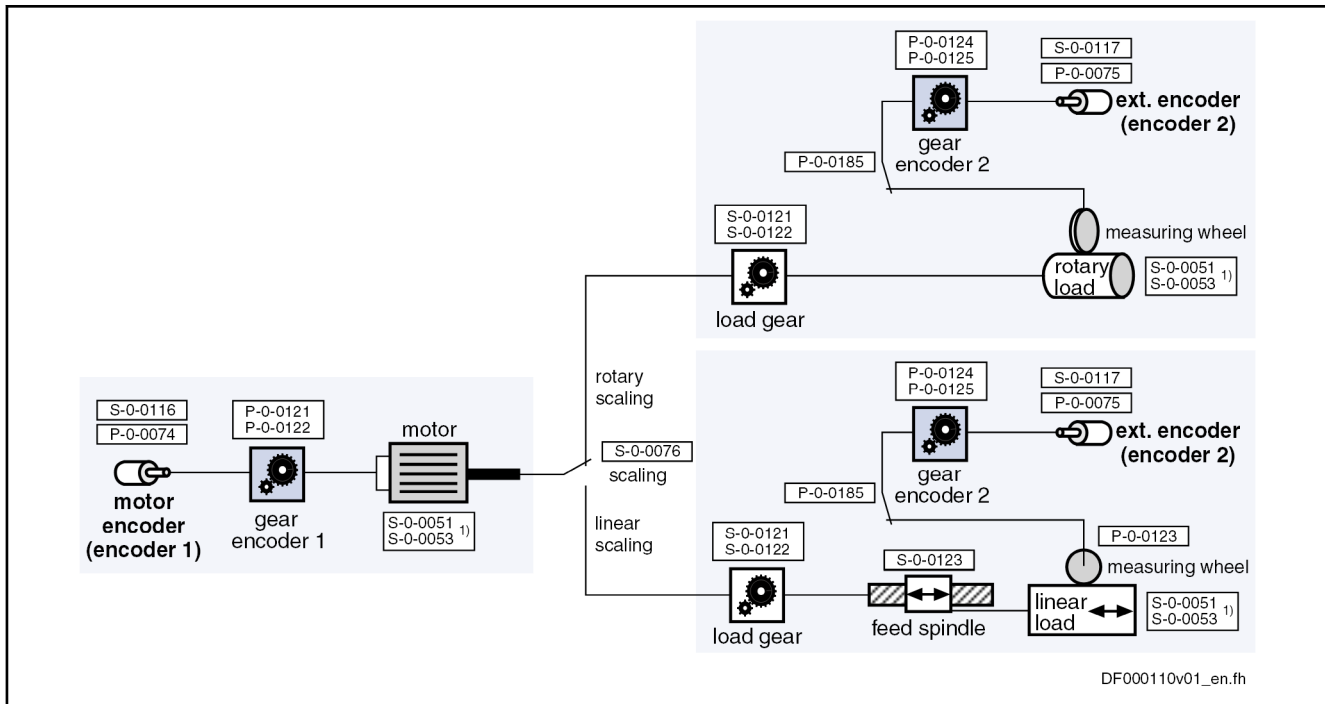 P-0-0124
P-0-0125
S-0-0117
P-0-0075
ext. encoder
(encoder 2)
gear
encoder 2
P-0-0185
S-0-0121
S-0-0122
measuring wheel
rotary
load
S-0-0051
S-0-0053 1)
load gear
rotary
scaling
S-0-0116
P-0-0074
P-0-0121
P-0-0122
motor
S-0-0076
scaling
motor
encoder
(encoder 1)
gear
encoder 1
S-0-0051
S-0-0053 1)
linear
scaling
P-0-0124
P-0-0125
S-0-0117
P-0-0075
ext. encoder
(encoder 2)
gear
encoder 2
P-0-0185
S-0-0121
S-0-0122
S-0-0123
P-0-0123
measuring wheel
linear
load
S-0-0051
S-0-0053 1)
load gear
feed spindle
DF000110v01_en.fh